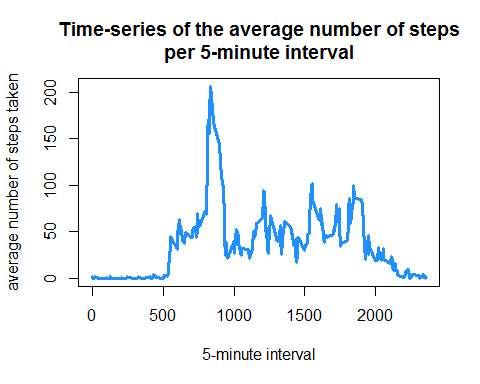 Time-series of the average number of steps
per 5-minute interval
average number of steps taken
200
150
100
50
0
0 500 1000 1500 2000
5-minute interval